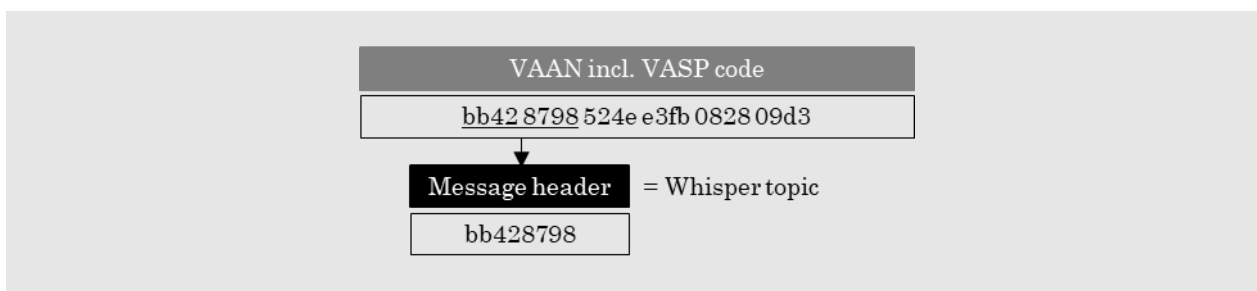 VAAN incl. VASP code
bb42 8798 524e e3fb 0828 09d3
Message header = Whisper topic
bb428798